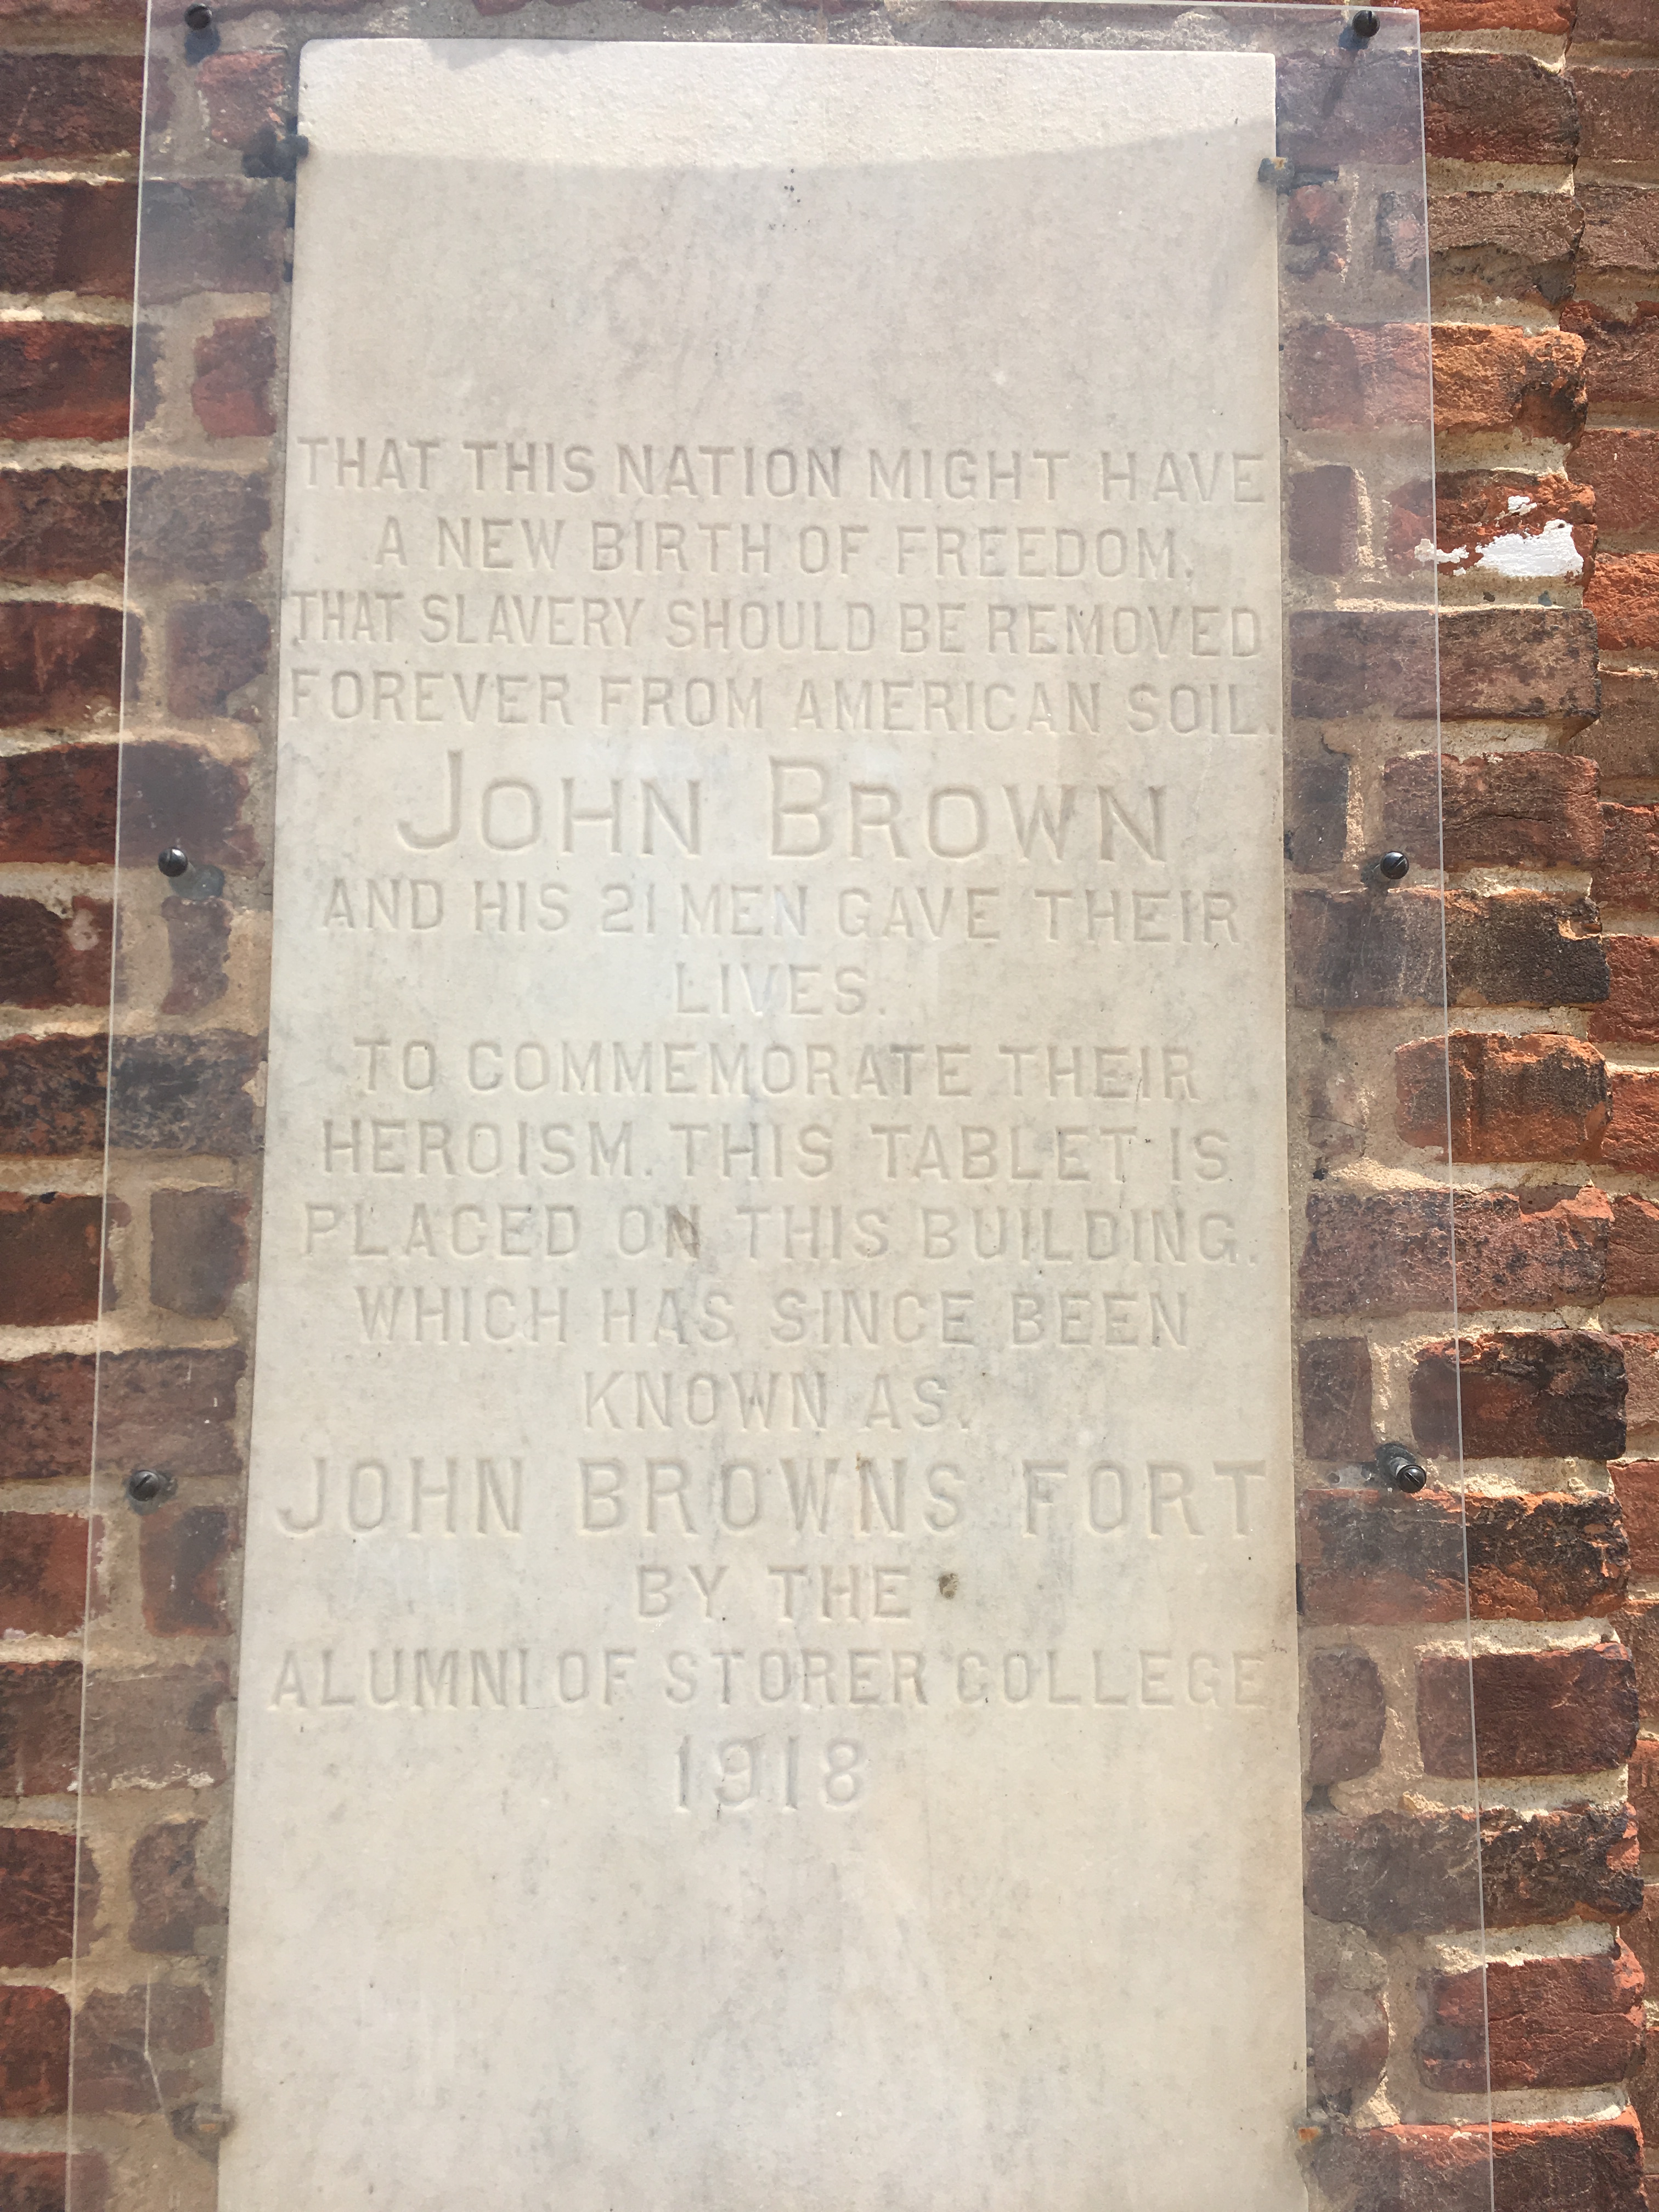 THAT THIS NATION MIGHT HAVE
A NEW BIRTH OF FREEDOM,
THAT SLAVERY SHOULD BE REMOVED
FOREVER FROM AMERICAN SOIL.
JOHN BROWN
AND HIS 21 MEN GAVE THEIR
LIVES.
TO COMMEMORATE THEIR
HEROISM. THIS TABLET IS
PLACED ON THIS BUILDING.
WHICH HAS SINCE BEEN
KNOWN AS.
JOHN BROWNS FORT
BY THE
ALUMNI OF STORER COLLEGE
1918